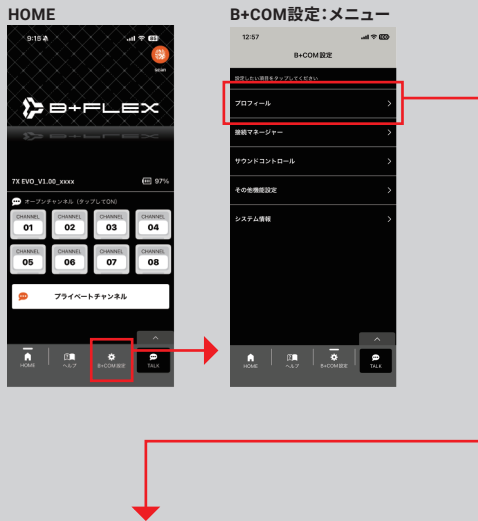 HOME
9:18
scan
B+FLEX
7X EVO_V1.00_xxxx
97%
オープンチャンネル (タップしてON)
CHANNEL 01
CHANNEL 02
CHANNEL 03
CHANNEL 04
CHANNEL 05
CHANNEL 06
CHANNEL 07
CHANNEL 08
プライベートチャンネル
HOME
ヘルプ
B+COM設定
TALK
B+COM設定：メニュー
12:57
100
B+COM設定
設定したい項目をタップしてください
プロフィール
接続マネージャー
サウンドコントロール
その他機能設定
システム情報
HOME
ヘルプ
B+COM設定
TALK